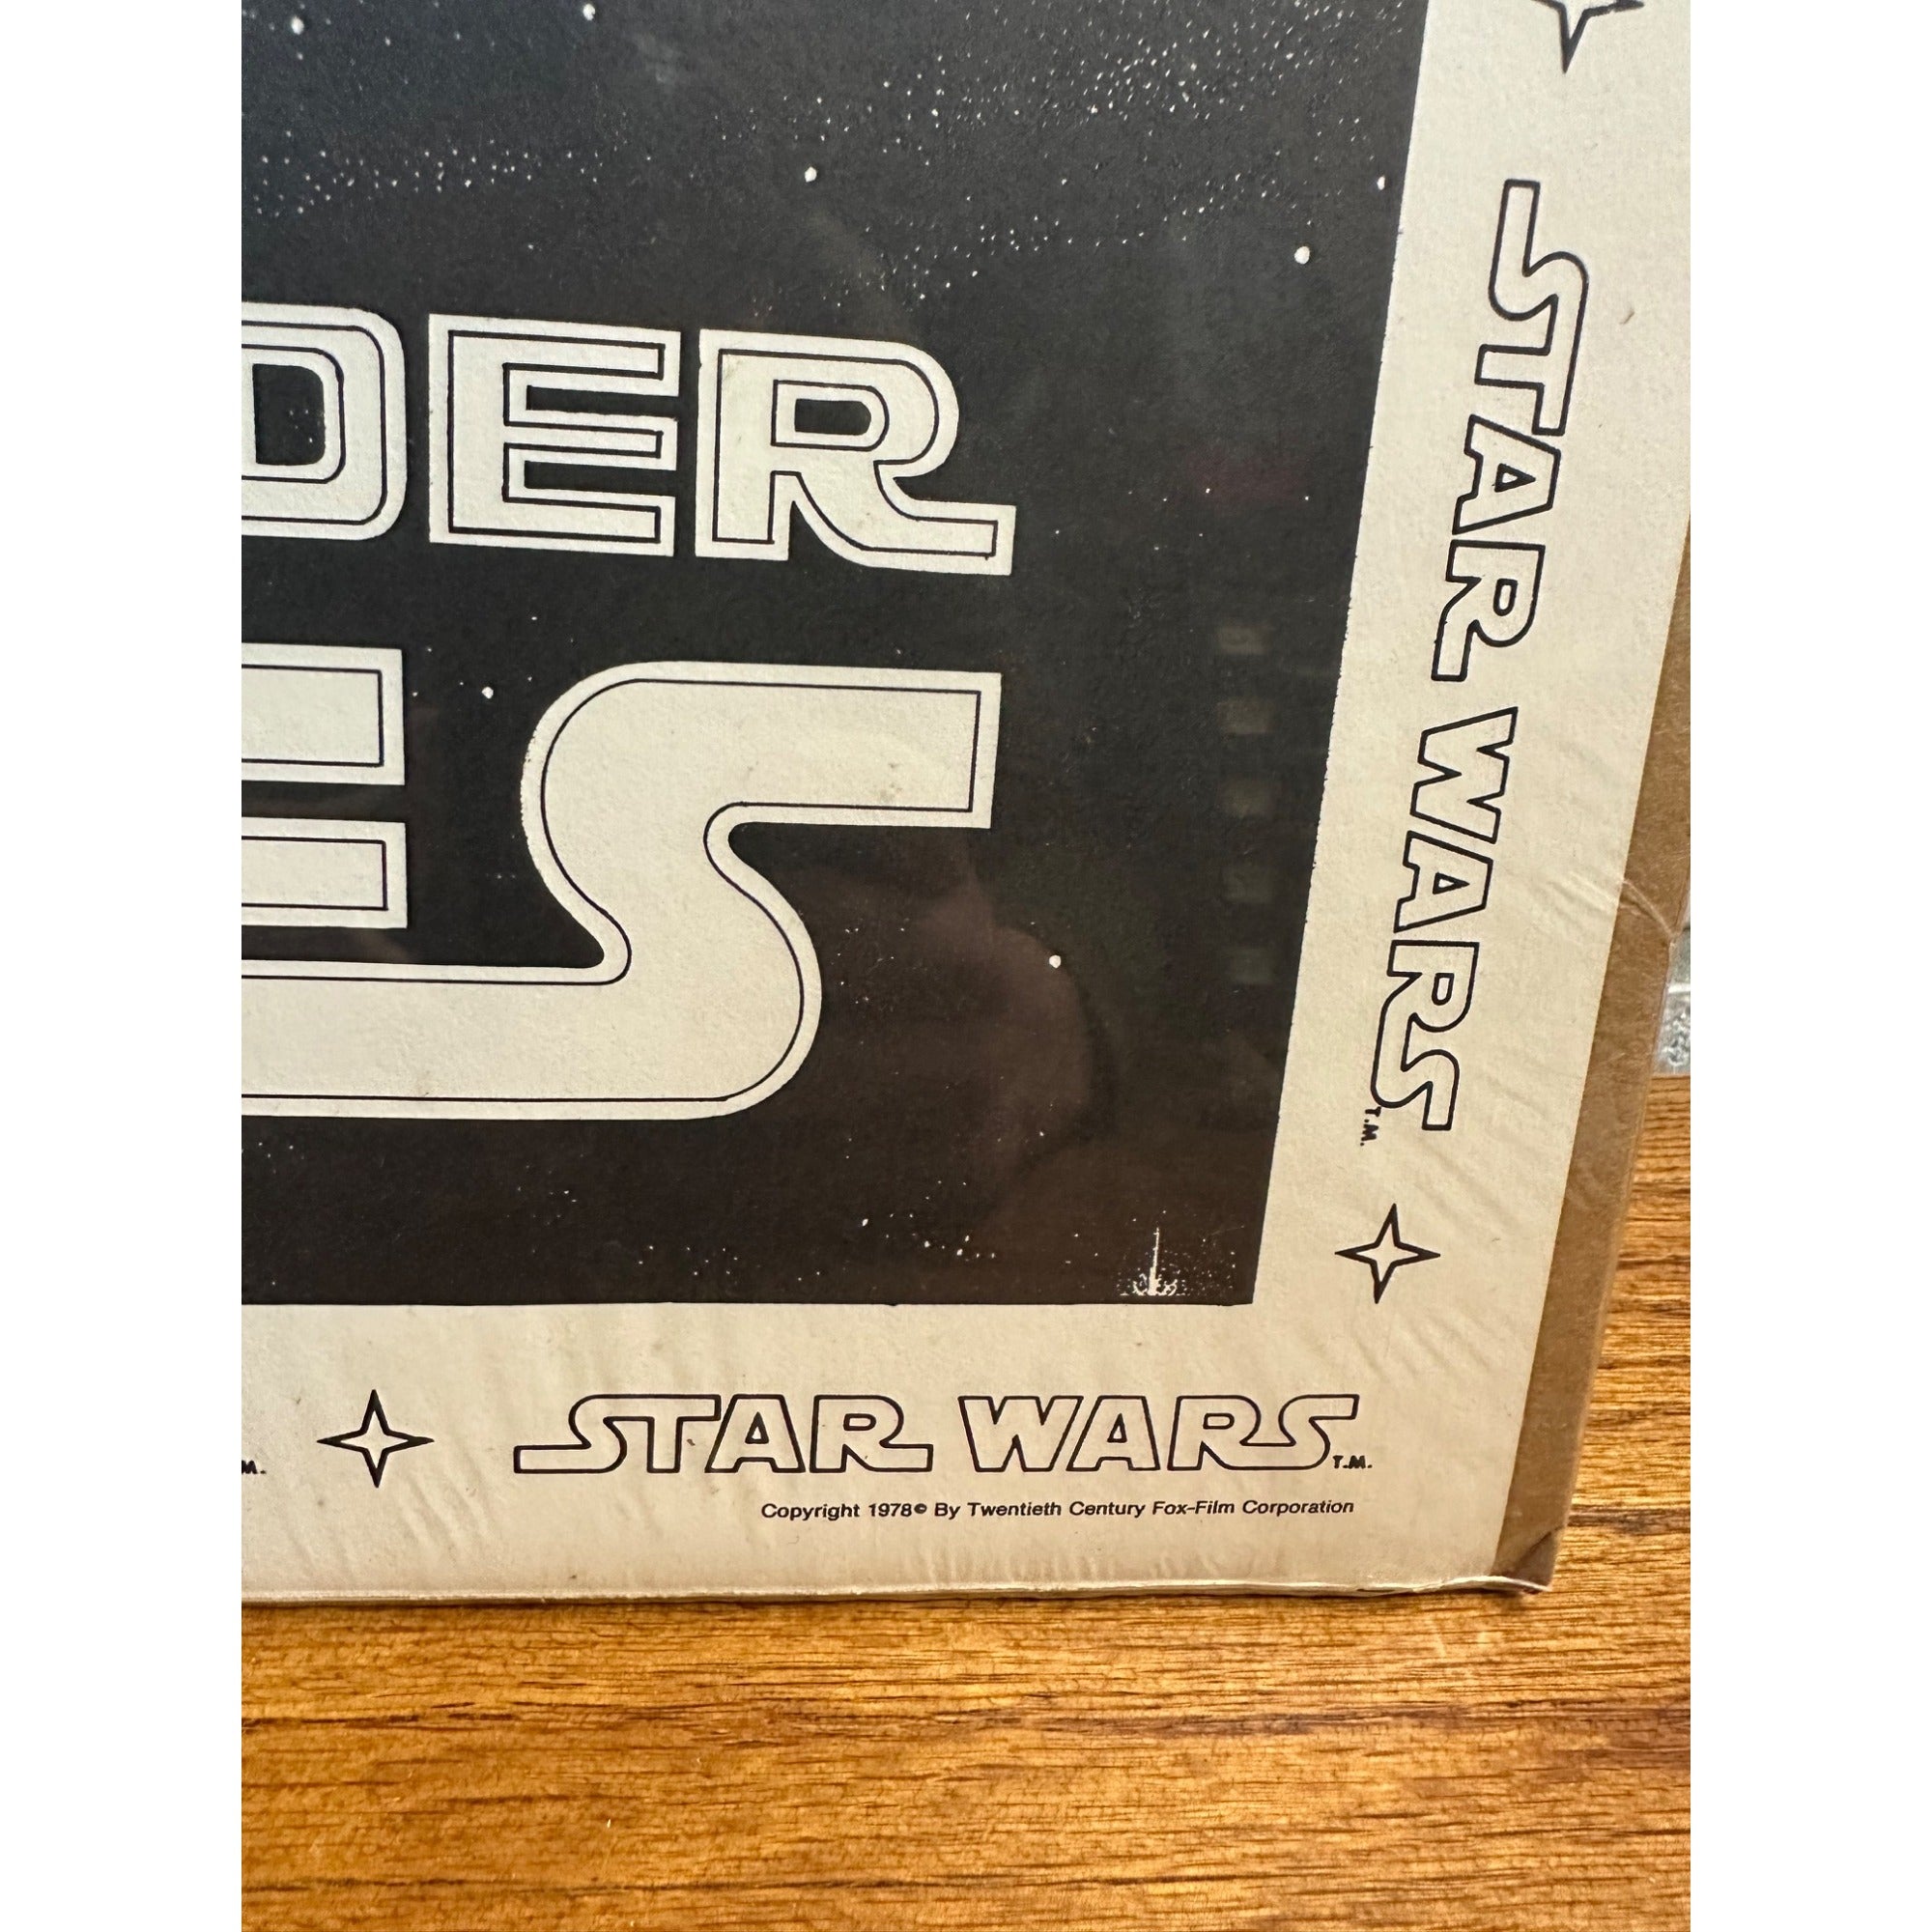 DER
ES
STAR WARS T.M.
M.
STAR WARS T.M.
Copyright 1978© By Twentieth Century Fox-Film Corporation